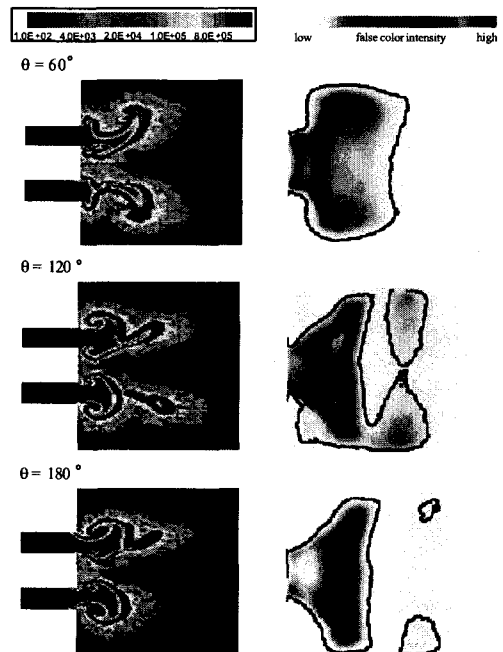 1.0E+02 4.0E+03 2.0E+04 1.0E+05 8.0E+05
low false color intensity high
θ = 60°
θ = 120°
θ = 180°